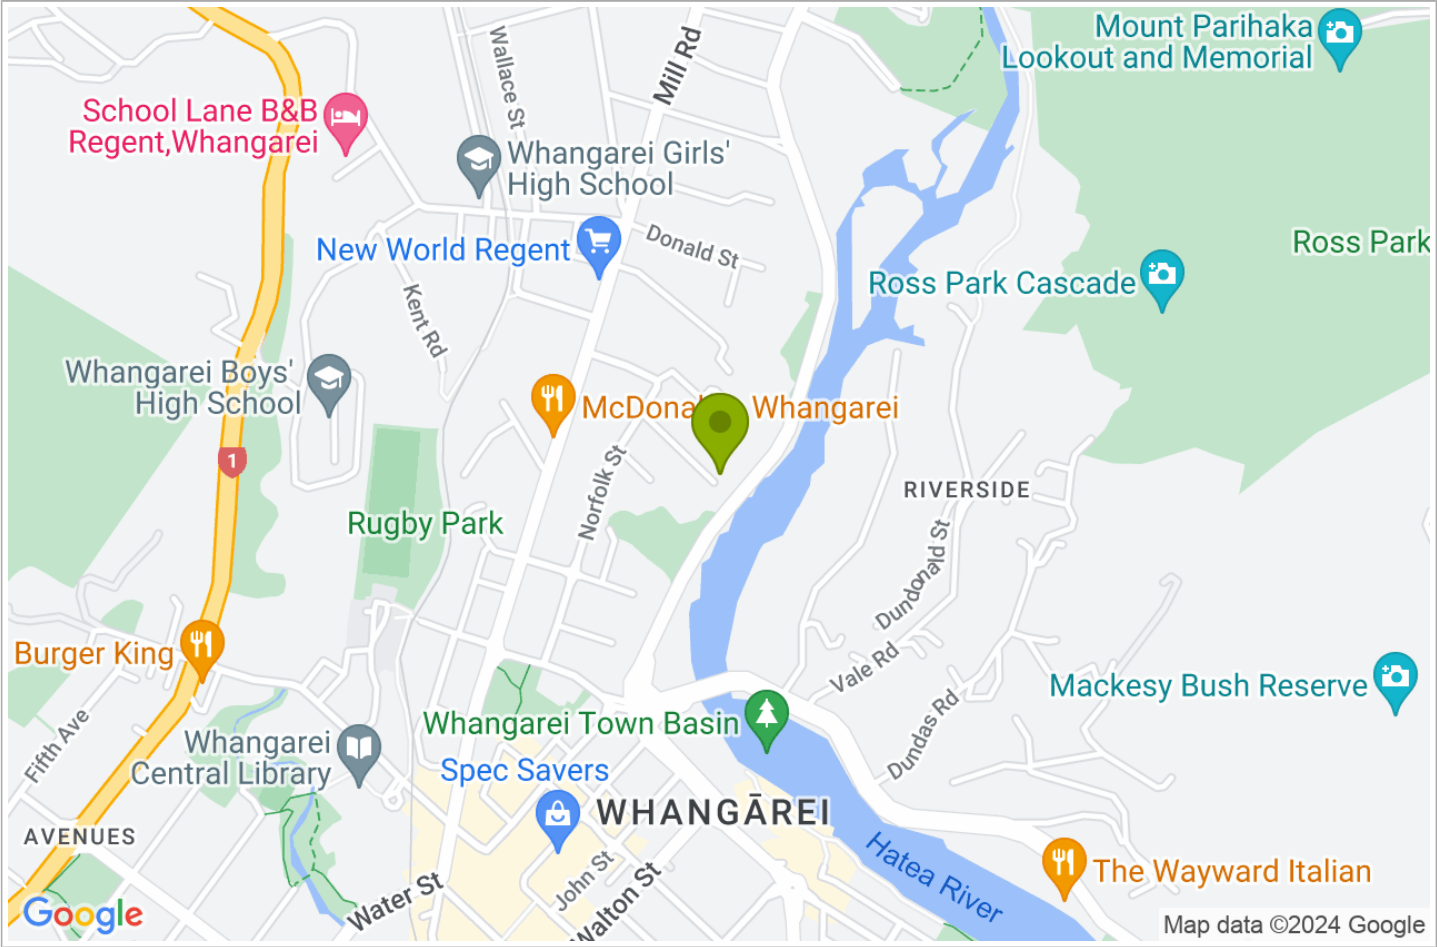 Mount Parihaka
Lookout and Memorial
Mill Rd
Wallace St
School Lane B&B
Regent,Whangarei
Whangarei Girls'
High School
Donald St
New World Regent
Ross Park
Ross Park Cascade
Kent Rd
Whangarei Boys'
High School
McDona
Whangarei
1
Norfolk St
RIVERSIDE
Rugby Park
Dundonald St
Burger King
Vale Rd
Mackesy Bush Reserve
Fifth Ave
Whangarei Town Basin
Dundas Rd
Whangarei
Central Library
Spec Savers
WHANGĀREI
AVENUES
Hatea River
The Wayward Italian
John St
Water St
Walton St
Google
Map data ©2024 Google